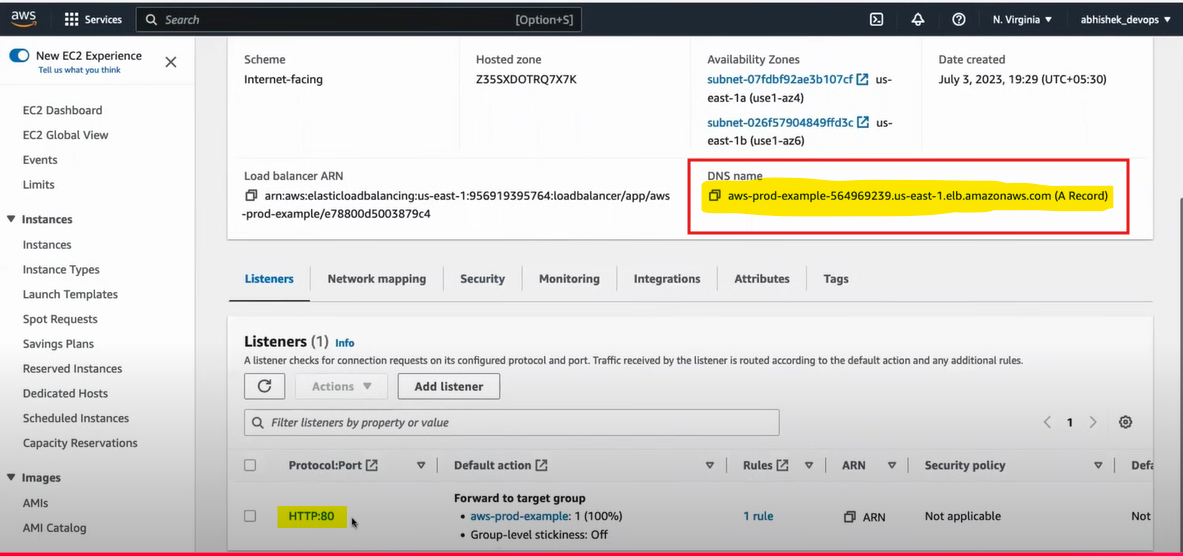 aws
Services
Search
[Option+S]
N. Virginia
abhishek_devops
New EC2 Experience
Tell us what you think
EC2 Dashboard
EC2 Global View
Events
Limits
Instances
Instances
Instance Types
Launch Templates
Spot Requests
Savings Plans
Reserved Instances
Dedicated Hosts
Scheduled Instances
Capacity Reservations
Images
AMIs
AMI Catalog
Scheme
Internet-facing
Hosted zone
Z35SXDOTRQ7X7K
Availability Zones
subnet-07fdbf92ae3b107cf us-
east-1a (use1-az4)
subnet-026f57904849ffd3c us-
east-1b (use1-az6)
Date created
July 3, 2023, 19:29 (UTC+05:30)
Load balancer ARN
arn:aws:elasticloadbalancing:us-east-1:956919395764:loadbalancer/app/aws
-prod-example/e78800d5003879c4
DNS name
aws-prod-example-564969239.us-east-1.elb.amazonaws.com (A Record)
Listeners
Network mapping
Security
Monitoring
Integrations
Attributes
Tags
Listeners (1) Info
A listener checks for connection requests on its configured protocol and port. Traffic received by the listener is routed according to the default action and any additional rules.
Actions
Add listener
Filter listeners by property or value
1
Protocol:Port
Default action
Rules
ARN
Security policy
Defa
HTTP:80
Forward to target group
• aws-prod-example: 1 (100%)
• Group-level stickiness: Off
1 rule
ARN
Not applicable
Not